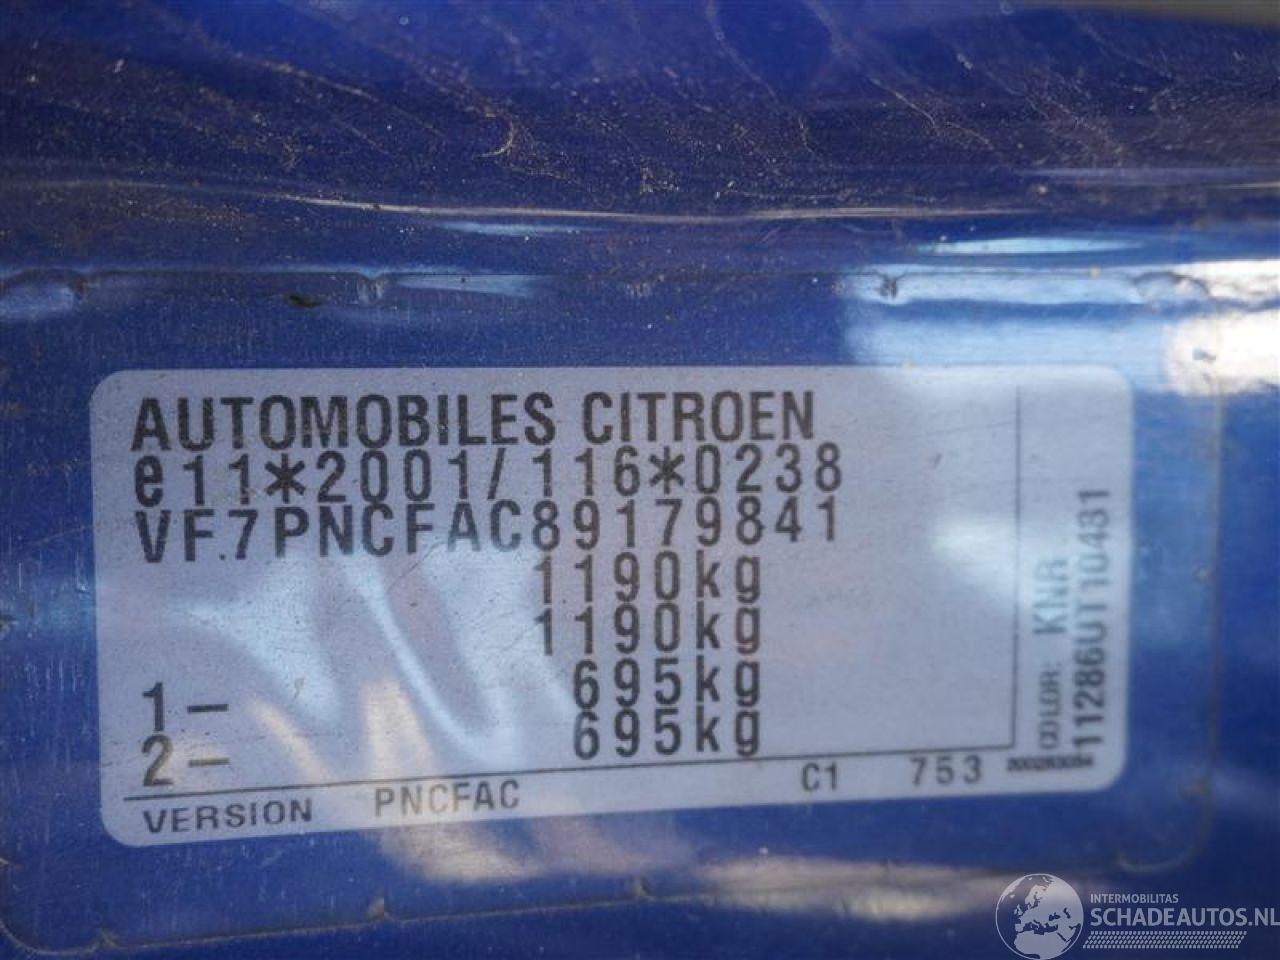 AUTOMOBILES CITROEN
e11*2001/116*0238
VF7PNCFAC89179841
1190kg
1190kg
1- 695kg
2- 695kg
VERSION PNCFAC C1 753
COLOR: KNR
11286UT10431
INTERMOBILITAS
SCHADEAUTOS.NL